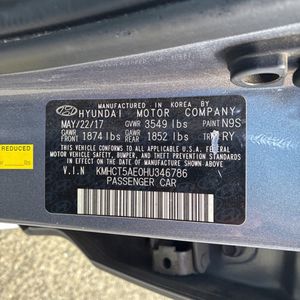 MANUFACTURED IN KOREA BY
HYUNDAI MOTOR COMPANY
MAY/22/17 GVWR 3549 lbs PAINT N9S
GAWR FRONT 1874 lbs GAWR REAR 1852 lbs TRIM TRY
THIS VEHICLE CONFORMS TO ALL APPLICABLE U.S.A. FEDERAL
MOTOR VEHICLE SAFETY, BUMPER, AND THEFT PREVENTION
STANDARDS IN EFFECT ON THE DATE OF MANUFACTURE
SHOWN ABOVE.
V.I.N KMHCT5AE0HU346786
PASSENGER CAR
REDUCED
lbs